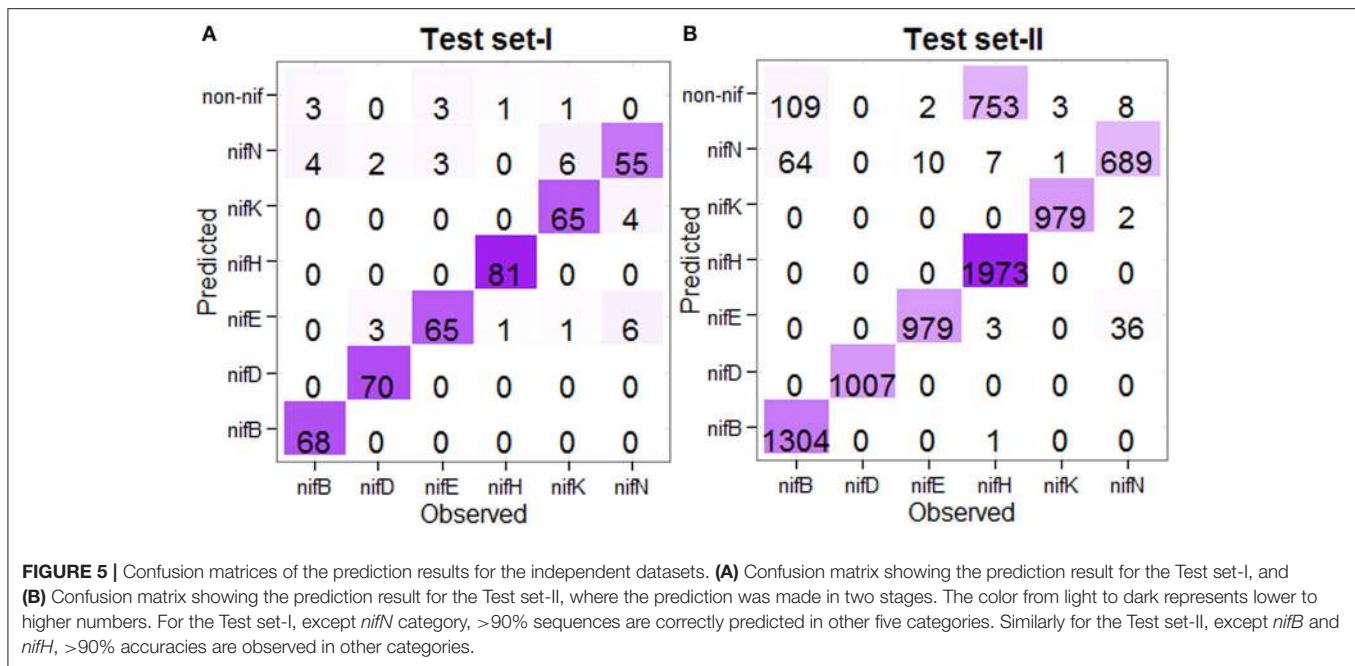 A
Test set-I
non-nif 3 0 3 1 1 0
nifN 4 2 3 0 6 55
nifK 0 0 0 0 65 4
nifH 0 0 0 81 0 0
nifE 0 3 65 1 1 6
nifD 0 70 0 0 0 0
nifB 68 0 0 0 0 0
nifB nifD nifE nifH nifK nifN
Observed
Predicted
B
Test set-II
non-nif 109 0 2 753 3 8
nifN 64 0 10 7 1 689
nifK 0 0 0 0 979 2
nifH 0 0 0 1973 0 0
nifE 0 0 979 3 0 36
nifD 0 1007 0 0 0 0
nifB 1304 0 0 1 0 0
nifB nifD nifE nifH nifK nifN
Observed
Predicted
FIGURE 5 | Confusion matrices of the prediction results for the independent datasets. (A) Confusion matrix showing the prediction result for the Test set-I, and
(B) Confusion matrix showing the prediction result for the Test set-II, where the prediction was made in two stages. The color from light to dark represents lower to
higher numbers. For the Test set-I, except nifN category, >90% sequences are correctly predicted in other five categories. Similarly for the Test set-II, except nifB and
nifH, >90% accuracies are observed in other categories.